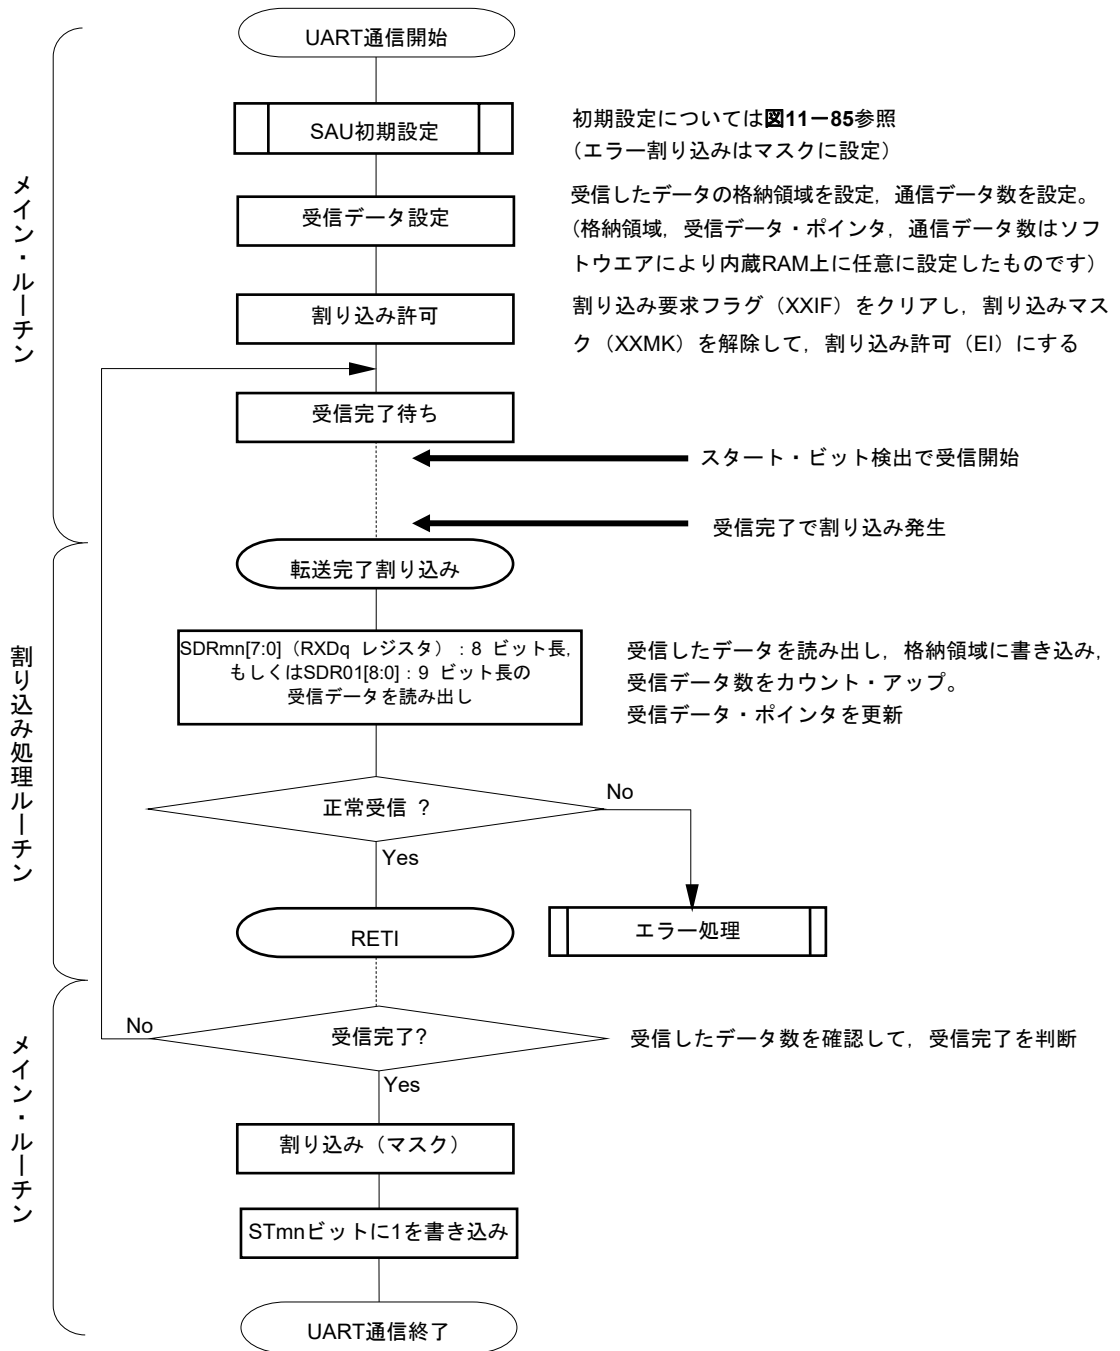 UART通信開始
SAU初期設定
初期設定については図11－85参照
（エラー割り込みはマスクに設定）
メイン・ルーチン
受信データ設定
受信したデータの格納領域を設定，通信データ数を設定。
（格納領域，受信データ・ポインタ，通信データ数はソフ
トウエアにより内蔵RAM上に任意に設定したものです）
割り込み許可
割り込み要求フラグ（XXIF）をクリアし，割り込みマス
ク（XXMK）を解除して，割り込み許可（EI）にする
受信完了待ち
スタート・ビット検出で受信開始
受信完了で割り込み発生
転送完了割り込み
割り込み処理ルーチン
SDRmn[7:0]（RXDq レジスタ）：8 ビット長，
もしくはSDR01[8:0]：9 ビット長の
受信データを読み出し
受信したデータを読み出し，格納領域に書き込み，
受信データ数をカウント・アップ。
受信データ・ポインタを更新
正常受信 ?
No
Yes
RETI
エラー処理
メイン・ルーチン
No
受信完了?
受信したデータ数を確認して，受信完了を判断
Yes
割り込み（マスク）
STmnビットに1を書き込み
UART通信終了